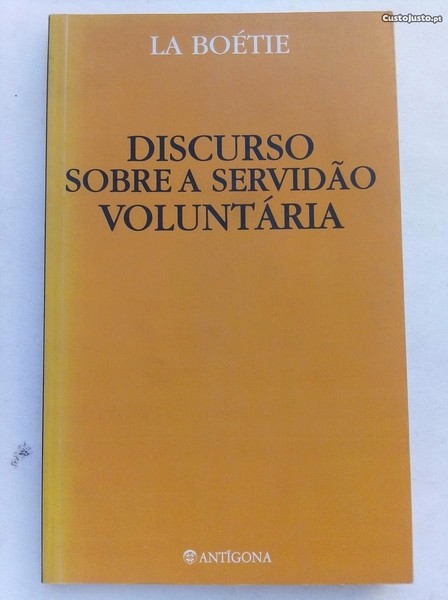 CustoJusto.pt
LA BOÉTIE
DISCURSO
SOBRE A SERVIDÃO
VOLUNTÁRIA
ANTÍGONA